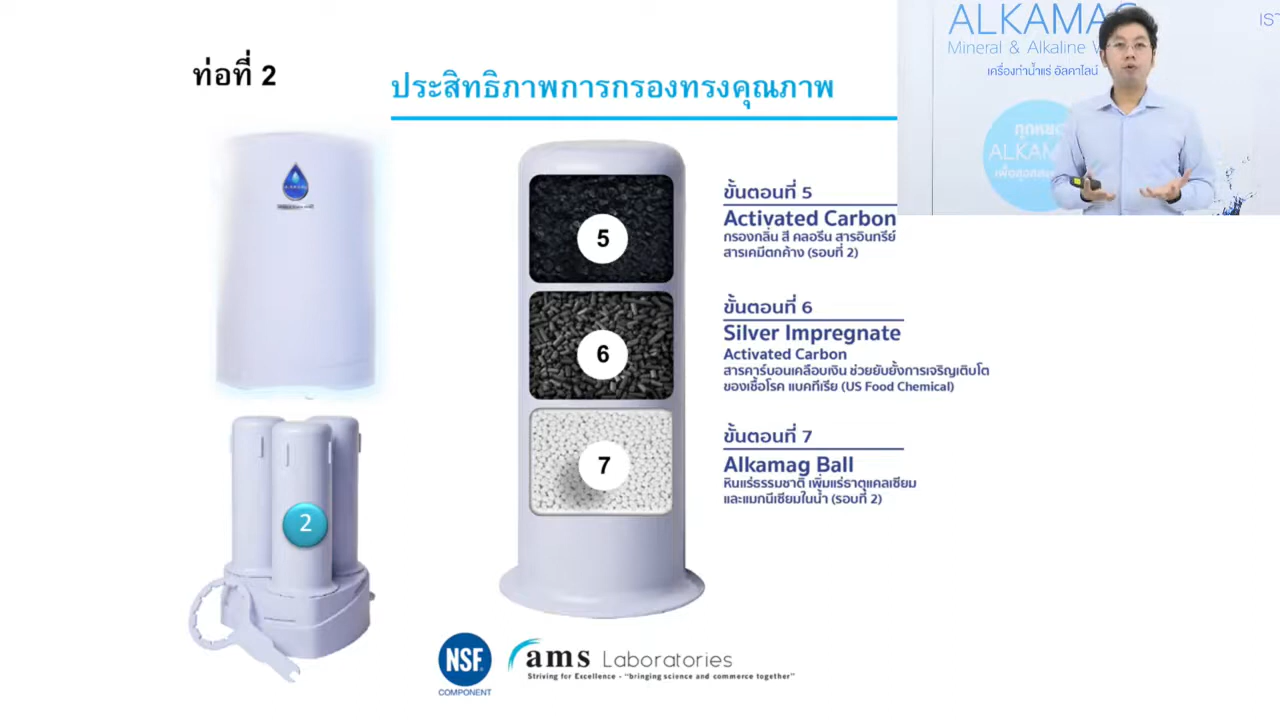 ท่อที่ 2
ประสิทธิภาพการกรองทรงคุณภาพ
ALKAMAG
Mineral & Alkaline
เครื่องทำน้ำแร่ อัลคาไลน์
ทุกหยด
5
ขั้นตอนที่ 5
Activated Carbon
กรองกลิ่น สี คลอรีน สารอินทรีย์
สารเคมีตกค้าง (รอบที่ 2)
6
ขั้นตอนที่ 6
Silver Impregnate
Activated Carbon
สารคาร์บอนเคลือบเงิน ช่วยยับยั้งการเจริญเติบโต
ของเชื้อโรค แบคทีเรีย (US Food Chemical)
7
ขั้นตอนที่ 7
Alkamag Ball
หินแร่ธรรมชาติ เพิ่มแร่ธาตุแคลเซียม
และแมกนีเซียมในน้ำ (รอบที่ 2)
2
NSF.
COMPONENT
ams Laboratories
Striving for Excellence - "bringing science and commerce together"